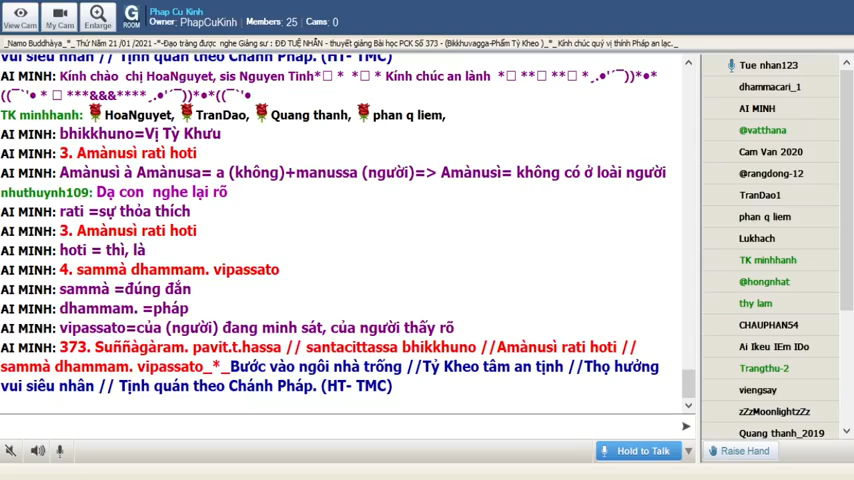 Phap Cu Kinh
Owner: PhapCuKinh Members: 25 Cams: 0
View Cam My Cam Enlarge G ROOM
_Namo Buddhàya_*_ Thứ Năm 21 /01 /2021 -*-Đạo tràng được nghe Giảng sư : ĐĐ TUỆ NHÂN - thuyết giảng Bài học PCK Số 373 - (Bikkhuvagga-Phẩm Tỳ Kheo )_*_Kính chúc quý vị thính Pháp an lạc._
vui siêu nhân // Tịnh quán theo Chánh Pháp. (HT- TMC)
AI MINH: Kính chào chị HoaNguyet, sis Nguyen Tình
Kính chúc an lành
TK minhhanh: HoaNguyet, TranDao, Quang thanh, phan q liem,
AI MINH: bhikkhuno=Vị Tỳ Khưu
AI MINH: 3. Amànusì ratì hoti
AI MINH: Amànusì à Amànusa= a (không)+manussa (người)=> Amànusì= không có ở loài người
nhuthuynh109: Dạ con nghe lại rõ
AI MINH: rati =sự thỏa thích
AI MINH: 3. Amànusì rati hoti
AI MINH: hoti = thì, là
AI MINH: 4. sammà dhammam. vipassato
AI MINH: sammà =đúng đắn
AI MINH: dhammam. =pháp
AI MINH: vipassato=của (người) đang minh sát, của người thấy rõ
AI MINH: 373. Suññàgàram. pavit.t.hassa // santacittassa bhikkhuno //Amànusì rati hoti //
sammà dhammam. vipassato_*_Bước vào ngôi nhà trống //Tỷ Kheo tâm an tịnh //Thọ hưởng
vui siêu nhân // Tịnh quán theo Chánh Pháp. (HT- TMC)
Hold to Talk
Tue nhan123
dhammacari_1
AI MINH
@vatthana
Cam Van 2020
@rangdong-12
TranDao1
phan q liem
Lukhach
TK minhhanh
@hongnhat
thy lam
CHAUPHAN54
Ai Ikeu IEm IDo
Trangthu-2
viengsay
zZzMoonlightzZz
Quang thanh_2019
Raise Hand